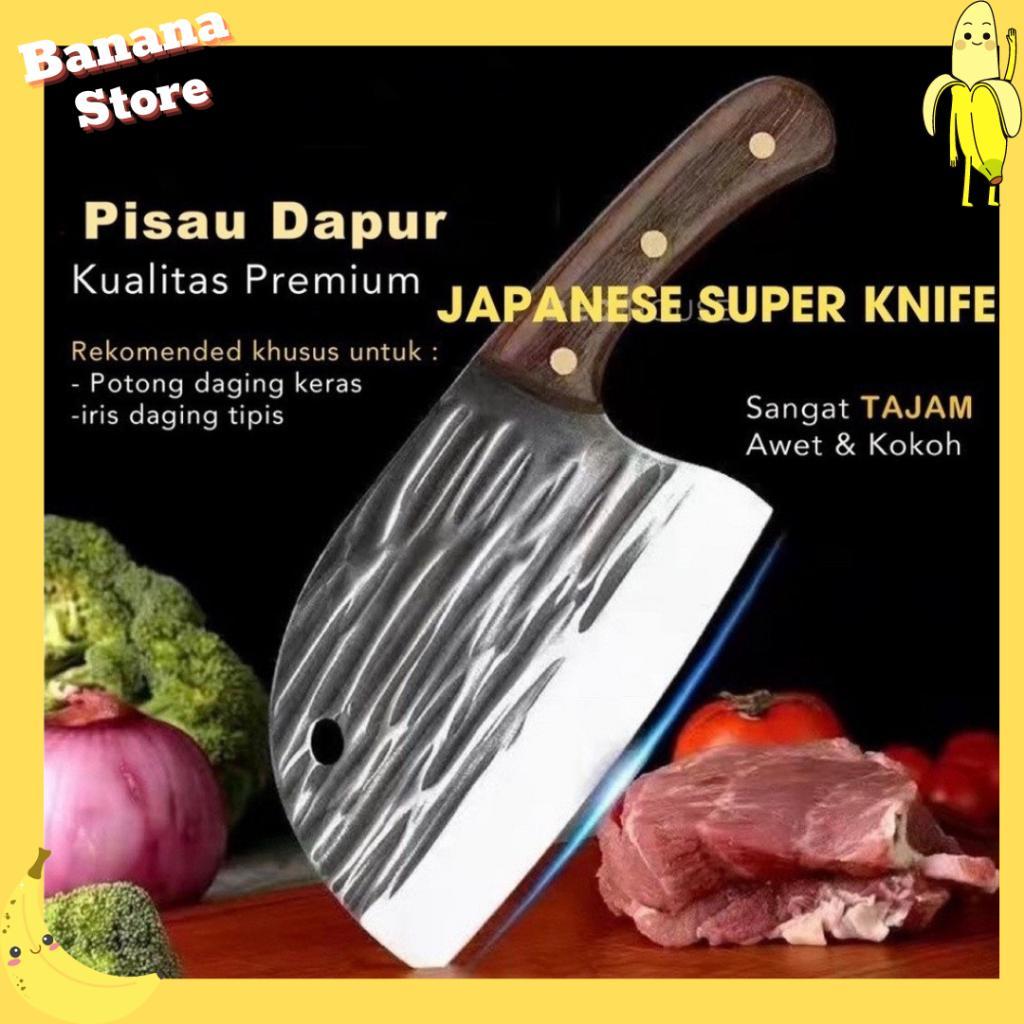 Banana
Store
Pisau Dapur
Kualitas Premium
JAPANESE SUPER KNIFE
Rekomended khusus untuk :
- Potong daging keras
-iris daging tipis
Sangat TAJAM
Awet & Kokoh